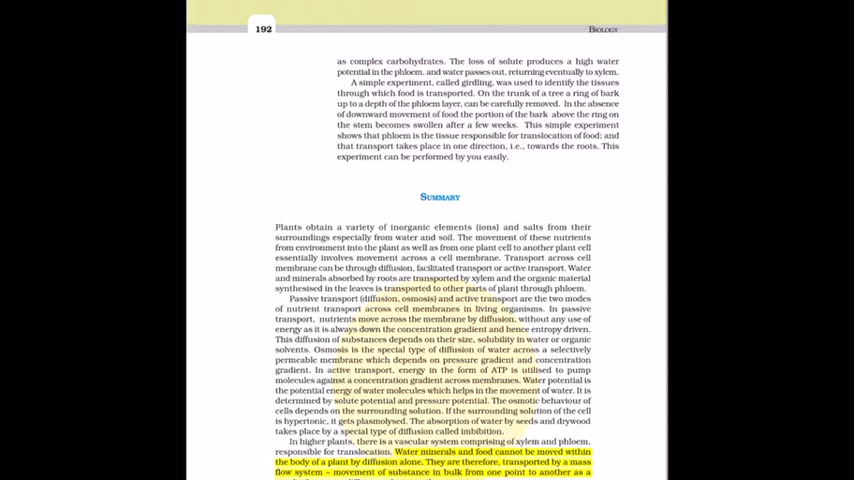 192
BIOLOGY
as complex carbohydrates. The loss of solute produces a high water
potential in the phloem, and water passes out, returning eventually to xylem.
A simple experiment, called girdling, was used to identify the tissues
through which food is transported. On the trunk of a tree a ring of bark
up to a depth of the phloem layer, can be carefully removed. In the absence
of downward movement of food the portion of the bark above the ring on
the stem becomes swollen after a few weeks. This simple experiment
shows that phloem is the tissue responsible for translocation of food; and
that transport takes place in one direction, i.e., towards the roots. This
experiment can be performed by you easily.
SUMMARY
Plants obtain a variety of inorganic elements (ions) and salts from their
surroundings especially from water and soil. The movement of these nutrients
from environment into the plant as well as from one plant cell to another plant cell
essentially involves movement across a cell membrane. Transport across cell
membrane can be through diffusion, facilitated transport or active transport. Water
and minerals absorbed by roots are transported by xylem and the organic material
synthesised in the leaves is transported to other parts of plant through phloem.
Passive transport (diffusion, osmosis) and active transport are the two modes
of nutrient transport across cell membranes in living organisms. In passive
transport, nutrients move across the membrane by diffusion, without any use of
energy as it is always down the concentration gradient and hence entropy driven.
This diffusion of substances depends on their size, solubility in water or organic
solvents. Osmosis is the special type of diffusion of water across a selectively
permeable membrane which depends on pressure gradient and concentration
gradient. In active transport, energy in the form of ATP is utilised to pump
molecules against a concentration gradient across membranes. Water potential is
the potential energy of water molecules which helps in the movement of water. It is
determined by solute potential and pressure potential. The osmotic behaviour of
cells depends on the surrounding solution. If the surrounding solution of the cell
is hypertonic, it gets plasmolysed. The absorption of water by seeds and drywood
takes place by a special type of diffusion called imbibition.
In higher plants, there is a vascular system comprising of xylem and phloem,
responsible for translocation. Water minerals and food cannot be moved within
the body of a plant by diffusion alone. They are therefore, transported by a mass
flow system – movement of substance in bulk from one point to another as a